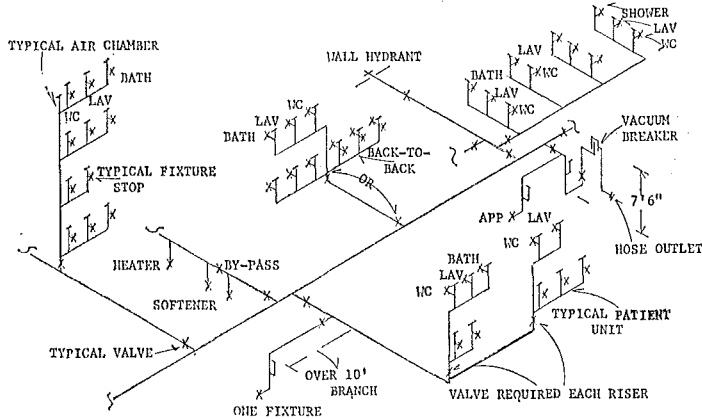 SHOWER
LAV
WC
TYPICAL AIR CHAMBER
BATH
LAV
WC
WALL HYDRANT
LAV
WC
BATH
LAV
WC
VACUUM
BREAKER
WC
LAV
BATH
BACK-TO-
BACK
OR
TYPICAL FIXTURE
STOP
7'6"
APP
LAV
HOSE OUTLET
WC
HEATER
BY-PASS
SOFTENER
BATH
LAV
WC
TYPICAL PATIENT
UNIT
TYPICAL VALVE
OVER 10'
BRANCH
VALVE REQUIRED EACH RISER
ONE FIXTURE